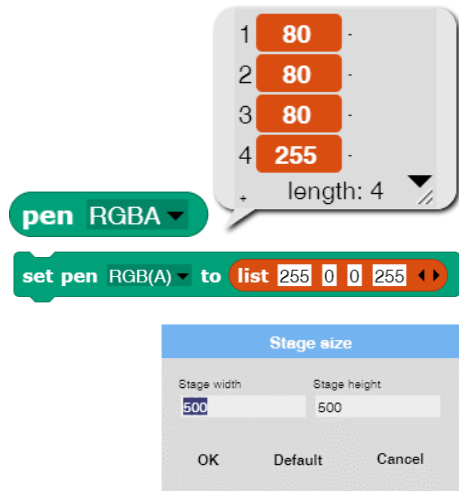 1 80 -
2 80 -
3 80 -
4 255 -
+ length: 4
pen RGBA
set pen RGB(A) to list 255 0 0 255
Stage size
Stage width Stage height
500 500
OK Default Cancel